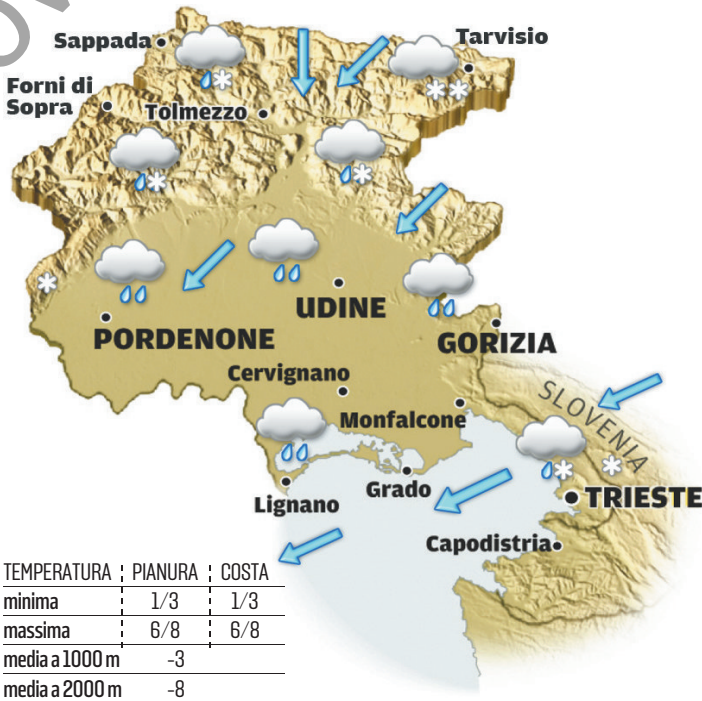 Sappada
Tarvisio
Forni di
Sopra
Tolmezzo
UDINE
PORDENONE
GORIZIA
Cervignano
SLOVENIA
Monfalcone
Grado
Lignano
TRIESTE
Capodistria
TEMPERATURA PIANURA COSTA
minima 1/3 1/3
massima 6/8 6/8
media a 1000 m -3
media a 2000 m -8